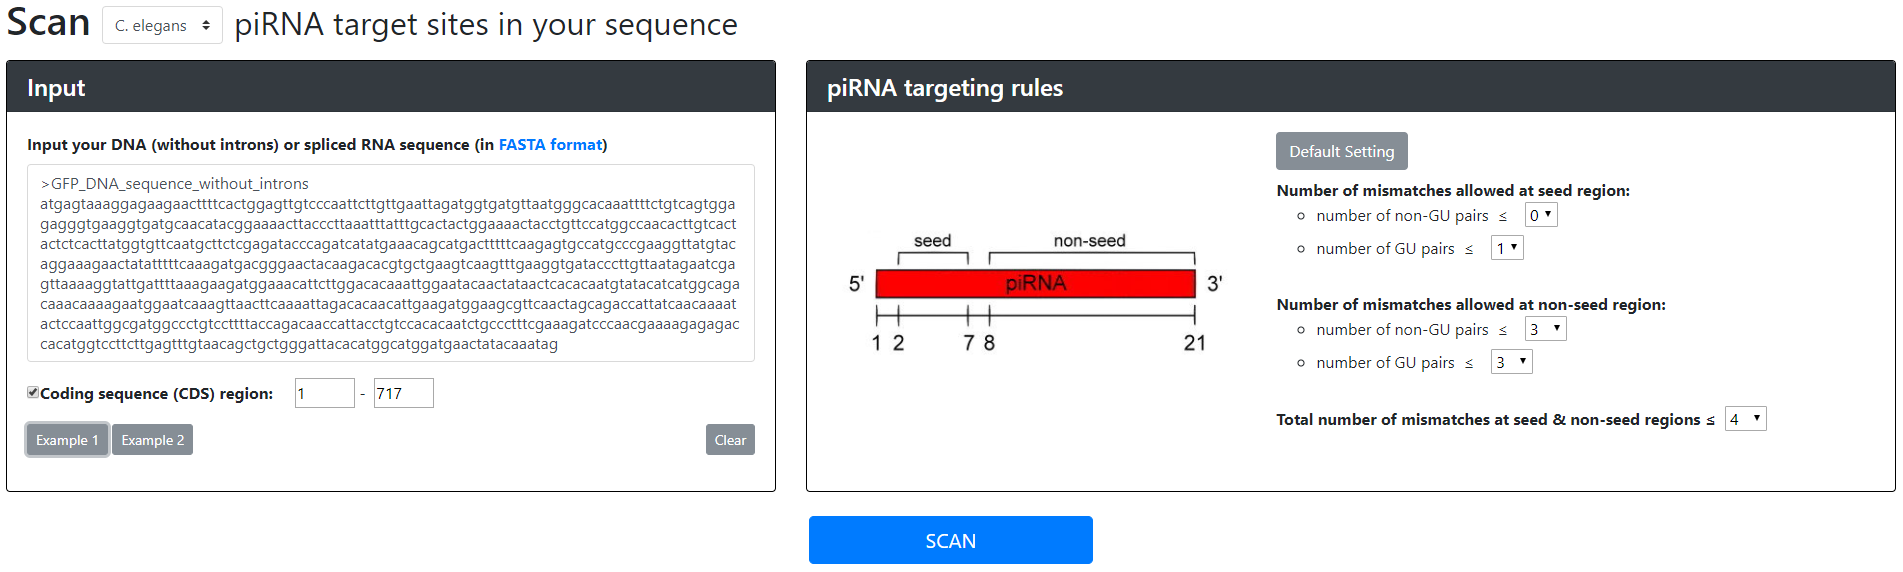 Scan C. elegans piRNA target sites in your sequence
Input
Input your DNA (without introns) or spliced RNA sequence (in FASTA format)
>GFP_DNA_sequence_without_introns
atgagtaaaggagaagaacttttcactggagttgtcccaattcttgttgaattagatggtgatgttaatgggcacaaattttctgtcagtgga
gagggtgaaggtgatgcaacatacggaaaacttacccttaaatttatttgcactactggaaaactacctgttccatggccaacacttgtcact
actctcacttatggtgttcaatgcttctcgagatacccagatcatatgaaacagcatgactttttcaagagtgccatgcccgaaggttatgtac
aggaaagaactatatttttcaaagatgacgggaactacaagacacgtgctgaagtcaagtttgaaggtgatacccttgttaatagaatcga
gttaaaaggtattgattttaaagaagatggaaacattcttggacacaaattggaatacaactataactcacacaatgtatacatcatggcaga
caaacaaaagaatggaatcaaagttaacttcaaaattagacacaacattgaagatggaagcgttcaactagcagaccattatcaacaaaat
actccaattggcgatggccctgtccttttaccagacaaccattacctgtccacacaatctgccctttcgaaagatcccaacgaaaagagagac
cacatggtccttcttgagtttgtaacagctgctgggattacacatggcatggatgaactatacaaatag
Coding sequence (CDS) region: 1 - 717
Example 1 Example 2 Clear
piRNA targeting rules
seed non-seed
5' piRNA 3'
1 2 7 8 21
Default Setting
Number of mismatches allowed at seed region:
number of non-GU pairs ≤ 0
number of GU pairs ≤ 1
Number of mismatches allowed at non-seed region:
number of non-GU pairs ≤ 3
number of GU pairs ≤ 3
Total number of mismatches at seed & non-seed regions ≤ 4
SCAN